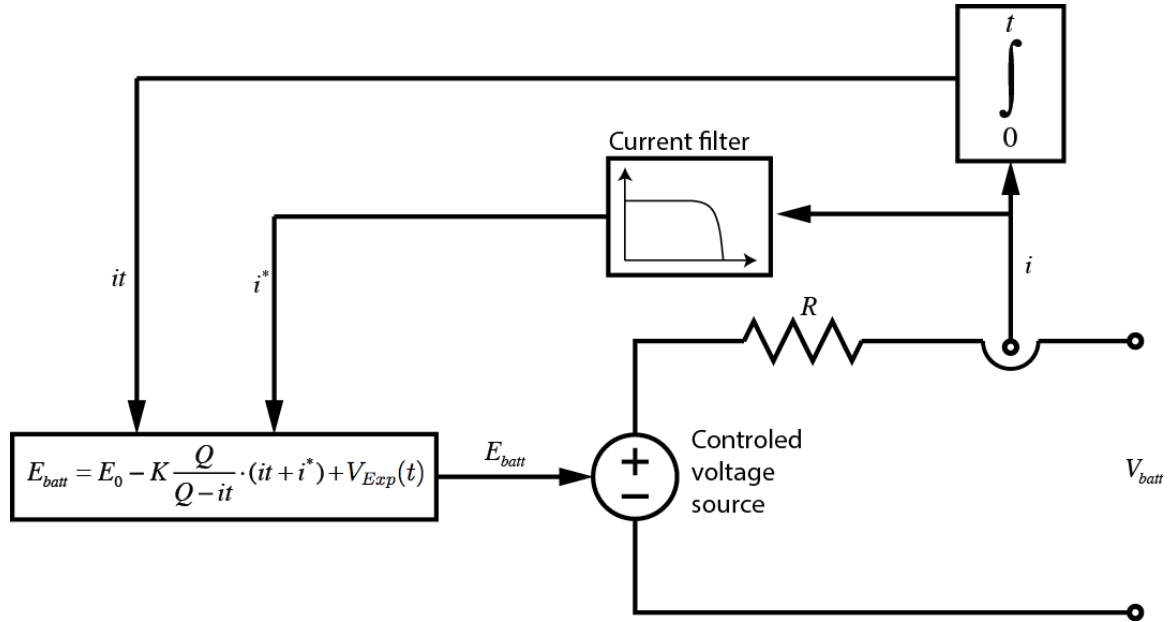 t
∫
0
Current filter
it
i*
i
R
E_batt = E_0 − K Q/(Q − it) · (it + i*) + V_Exp(t)
E_batt
+
−
Controled
voltage
source
V_batt